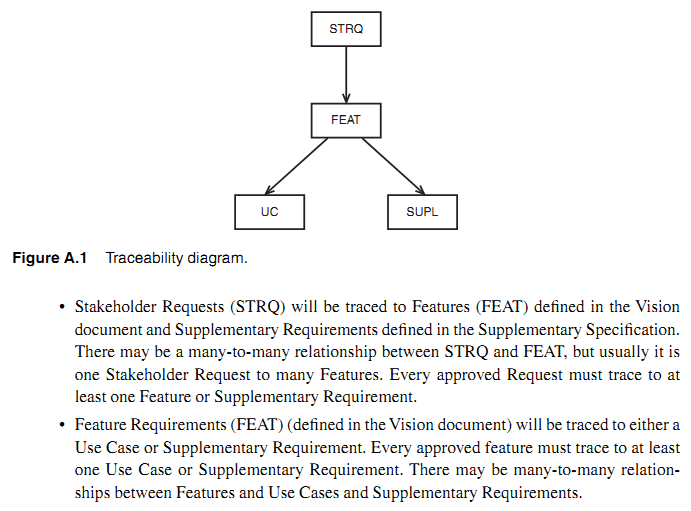 STRQ
FEAT
UC
SUPL
Figure A.1 Traceability diagram.
• Stakeholder Requests (STRQ) will be traced to Features (FEAT) defined in the Vision
document and Supplementary Requirements defined in the Supplementary Specification.
There may be a many-to-many relationship between STRQ and FEAT, but usually it is
one Stakeholder Request to many Features. Every approved Request must trace to at
least one Feature or Supplementary Requirement.
• Feature Requirements (FEAT) (defined in the Vision document) will be traced to either a
Use Case or Supplementary Requirement. Every approved feature must trace to at least
one Use Case or Supplementary Requirement. There may be many-to-many relation-
ships between Features and Use Cases and Supplementary Requirements.